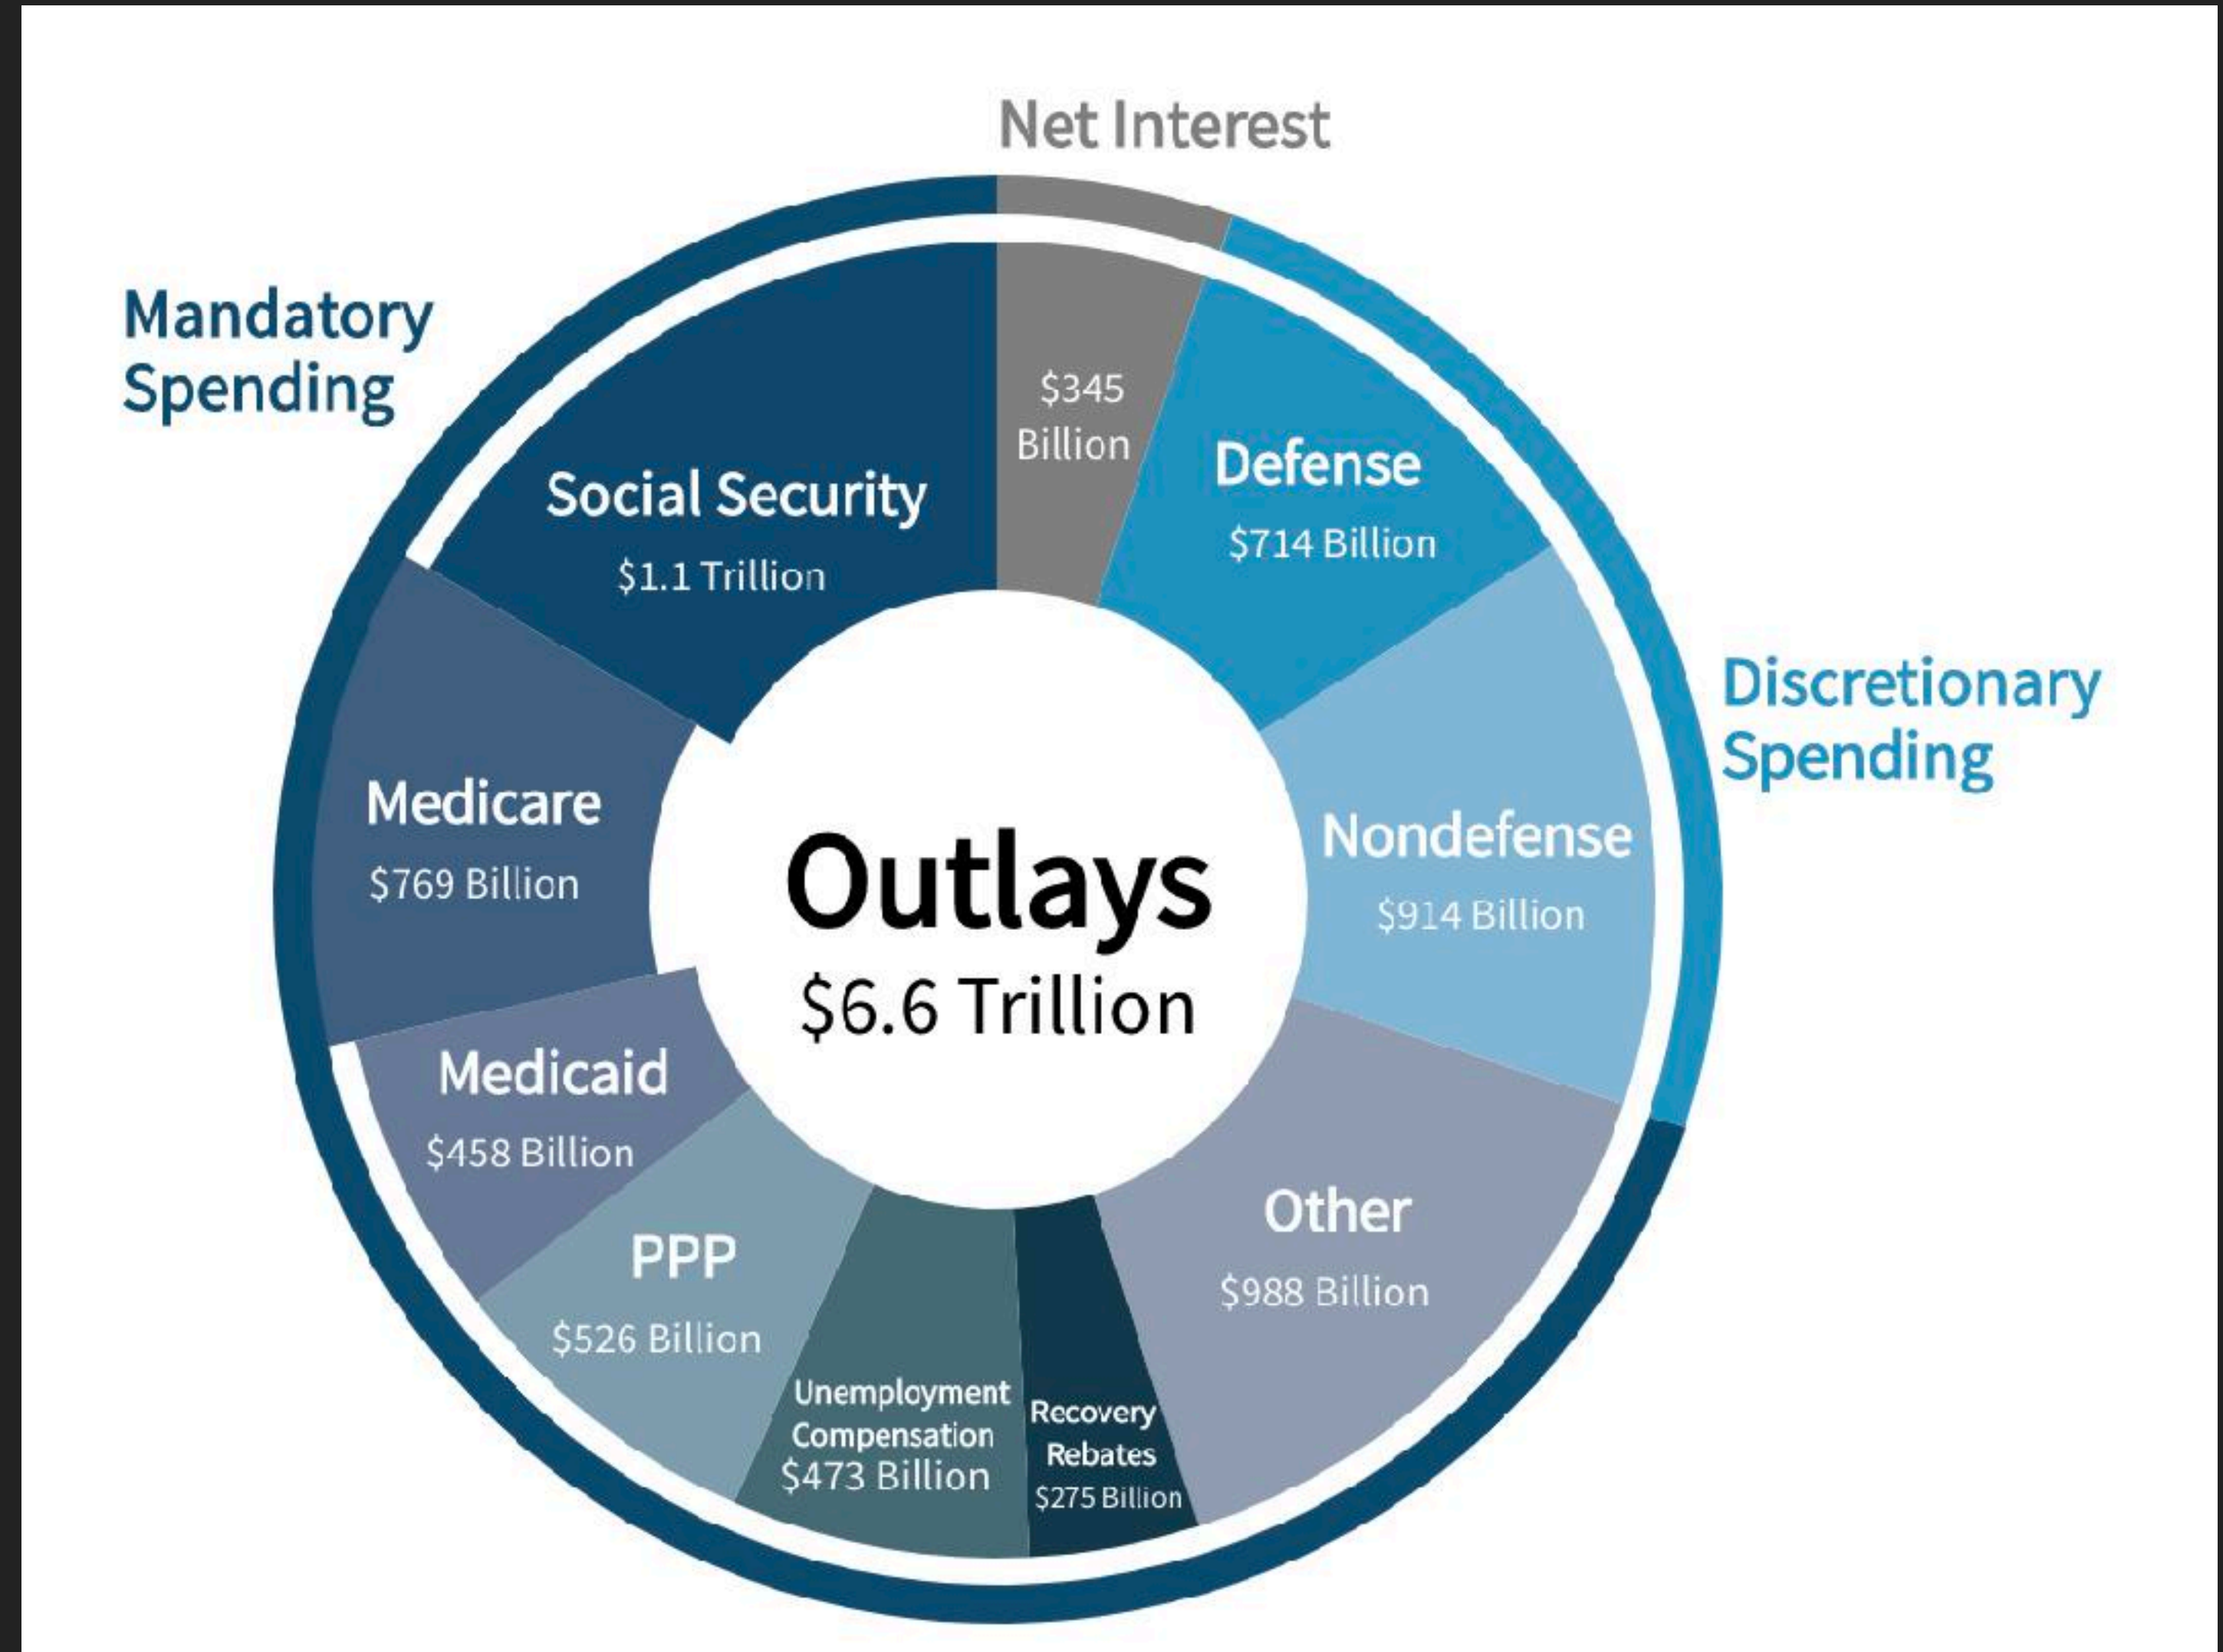 Net Interest
Mandatory
Spending
$345
Billion
Defense
$714 Billion
Social Security
$1.1 Trillion
Discretionary
Spending
Medicare
$769 Billion
Nondefense
$914 Billion
Outlays
$6.6 Trillion
Medicaid
$458 Billion
Other
$988 Billion
PPP
$526 Billion
Unemployment
Compensation
$473 Billion
Recovery
Rebates
$275 Billion